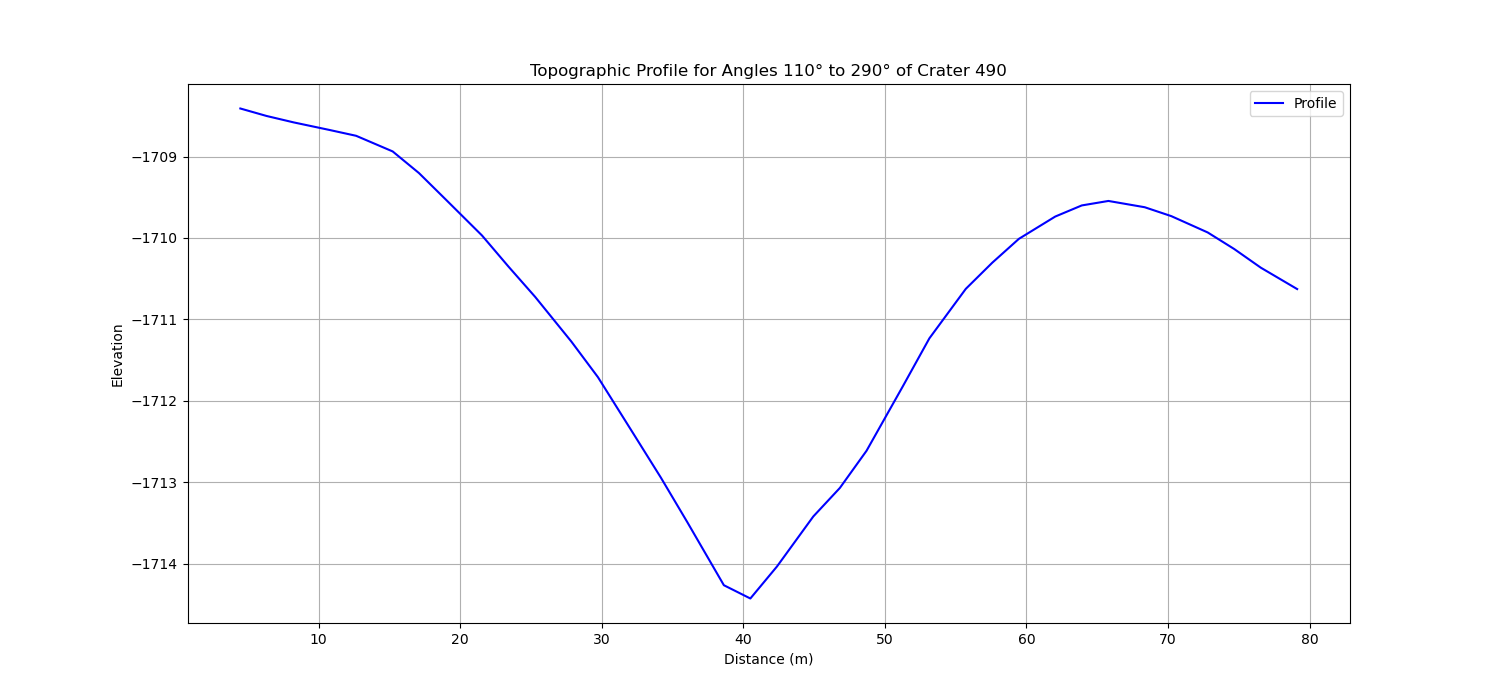 Topographic Profile for Angles 110° to 290° of Crater 490
Profile
−1709
−1710
−1711
−1712
−1713
−1714
Elevation
10 20 30 40 50 60 70 80
Distance (m)